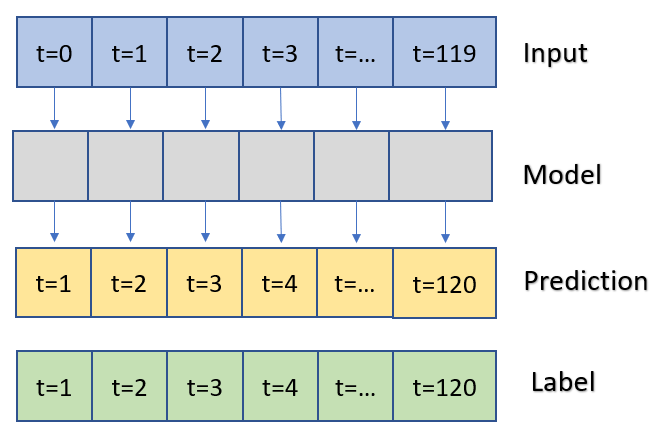 t=0 t=1 t=2 t=3 t=... t=119 Input
Model
t=1 t=2 t=3 t=4 t=... t=120 Prediction
t=1 t=2 t=3 t=4 t=... t=120 Label